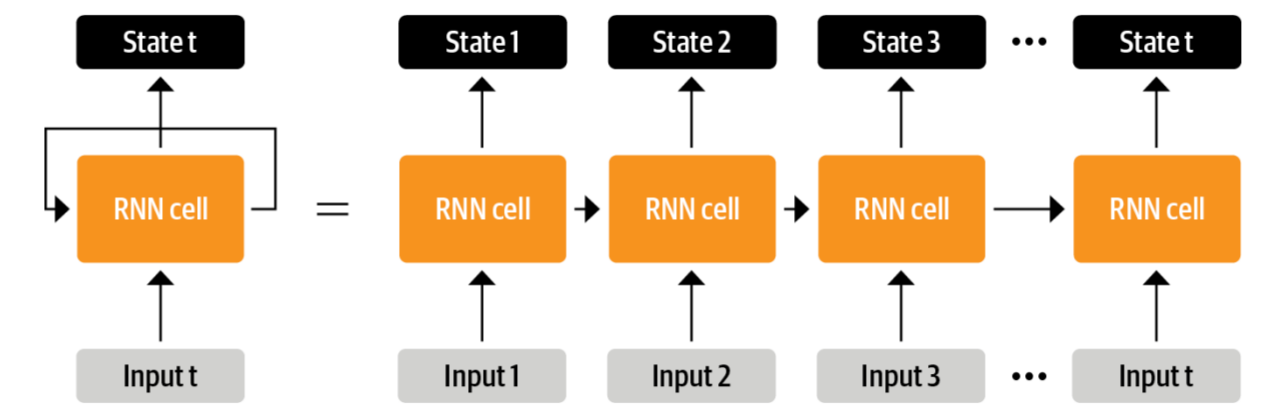 State t State 1 State 2 State 3 ••• State t
RNN cell = RNN cell RNN cell RNN cell RNN cell
Input t Input 1 Input 2 Input 3 ••• Input t